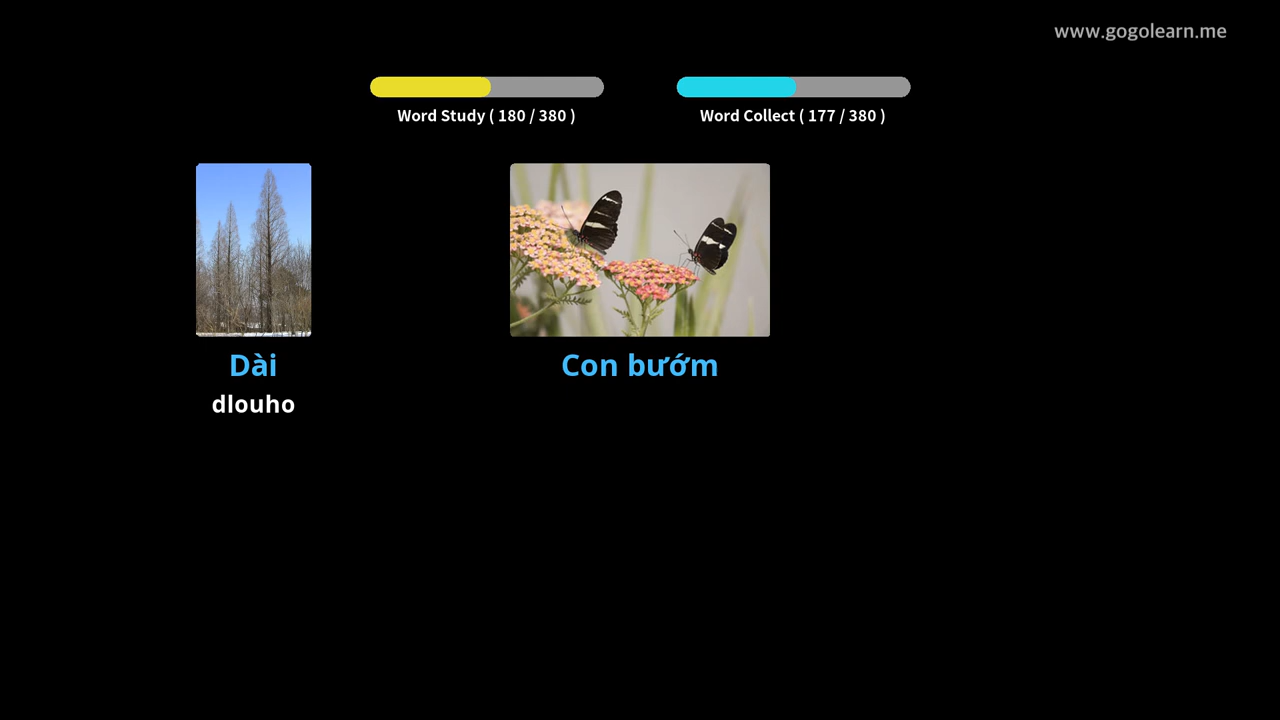 www.gogolearn.me
Word Study ( 180 / 380 )
Word Collect ( 177 / 380 )
Dài
Con bướm
dlouho